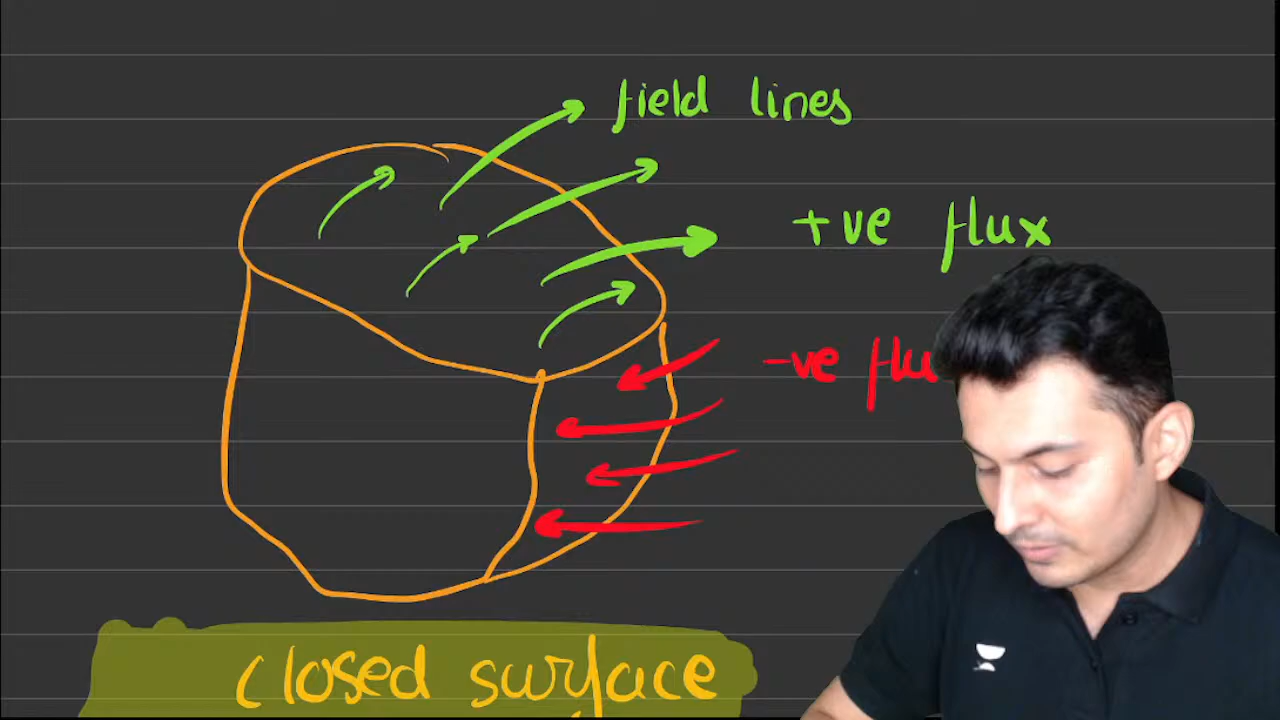 field lines
+ve flux
-ve
closed surface